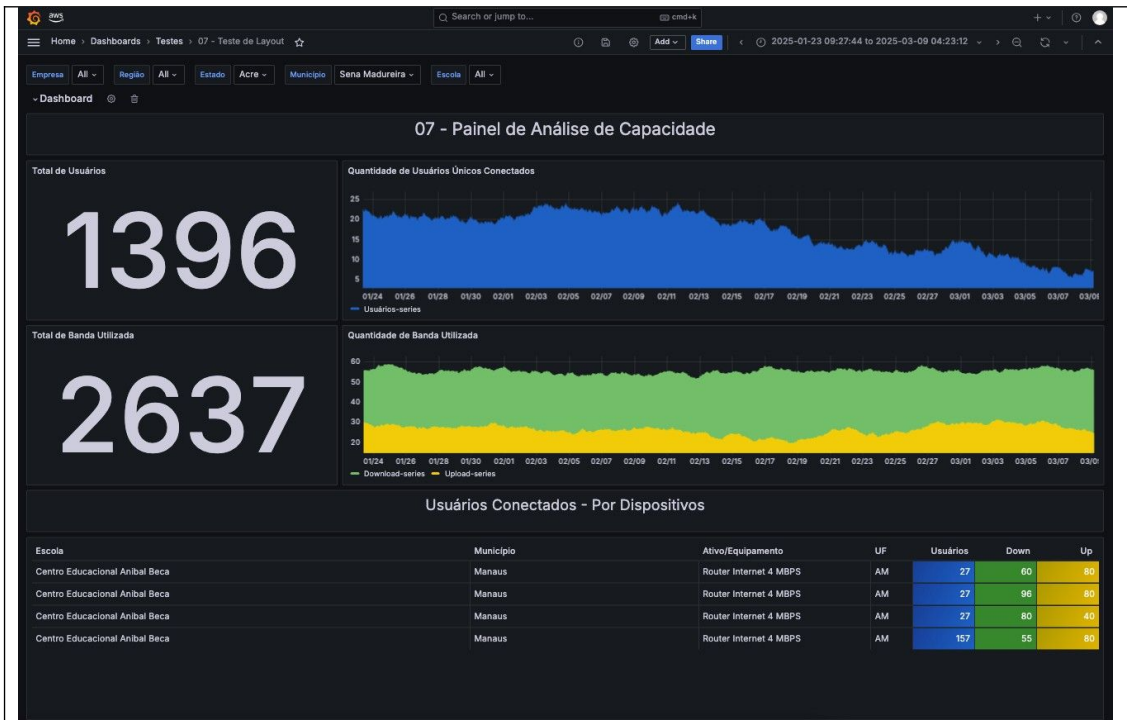 aws
Search or jump to...
cmd+k
Home › Dashboards › Testes › 07 - Teste de Layout
Add
Share
2025-01-23 09:27:44 to 2025-03-09 04:23:12
Empresa All Região All Estado Acre Município Sena Madureira Escola All
Dashboard
07 - Painel de Análise de Capacidade
Total de Usuários
1396
Quantidade de Usuários Únicos Conectados
25
20
15
10
5
01/24 01/26 01/28 01/30 02/01 02/03 02/05 02/07 02/09 02/11 02/13 02/15 02/17 02/19 02/21 02/23 02/25 02/27 03/01 03/03 03/05 03/07
Usuários-series
Total de Banda Utilizada
2637
Quantidade de Banda Utilizada
60
50
40
30
20
01/24 01/26 01/28 01/30 02/01 02/03 02/05 02/07 02/09 02/11 02/13 02/15 02/17 02/19 02/21 02/23 02/25 02/27 03/01 03/03 03/05 03/07
Download-series Upload-series
Usuários Conectados - Por Dispositivos
Escola Município Ativo/Equipamento UF Usuários Down Up
Centro Educacional Anibal Beca Manaus Router Internet 4 MBPS AM 27 60 80
Centro Educacional Anibal Beca Manaus Router Internet 4 MBPS AM 27 96 80
Centro Educacional Anibal Beca Manaus Router Internet 4 MBPS AM 27 80 40
Centro Educacional Anibal Beca Manaus Router Internet 4 MBPS AM 157 55 80